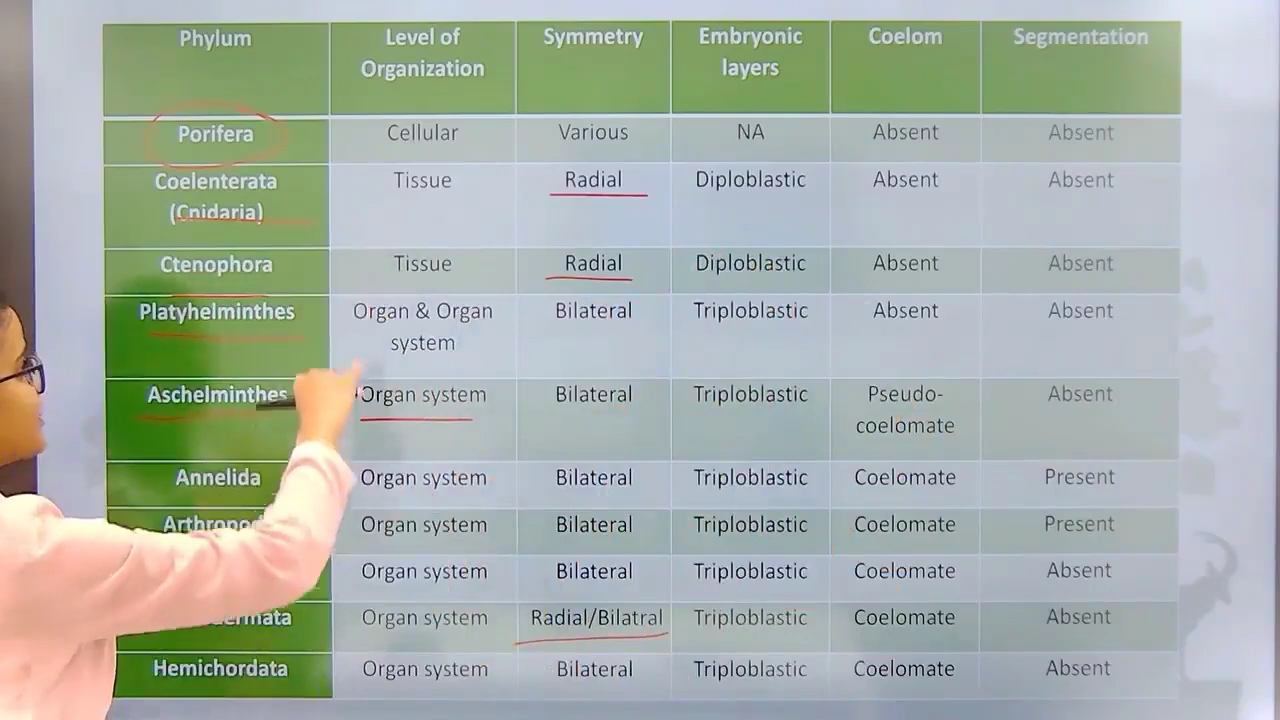 Phylum
Level of
Organization
Symmetry
Embryonic
layers
Coelom
Segmentation
Porifera
Cellular
Various
NA
Absent
Absent
Coelenterata
(Cnidaria)
Tissue
Radial
Diploblastic
Absent
Absent
Ctenophora
Tissue
Radial
Diploblastic
Absent
Absent
Platyhelminthes
Organ & Organ
system
Bilateral
Triploblastic
Absent
Absent
Aschelminthes
Organ system
Bilateral
Triploblastic
Pseudo-
coelomate
Absent
Annelida
Organ system
Bilateral
Triploblastic
Coelomate
Present
Organ system
Bilateral
Triploblastic
Coelomate
Present
Organ system
Bilateral
Triploblastic
Coelomate
Absent
Organ system
Radial/Bilatral
Triploblastic
Coelomate
Absent
Hemichordata
Organ system
Bilateral
Triploblastic
Coelomate
Absent